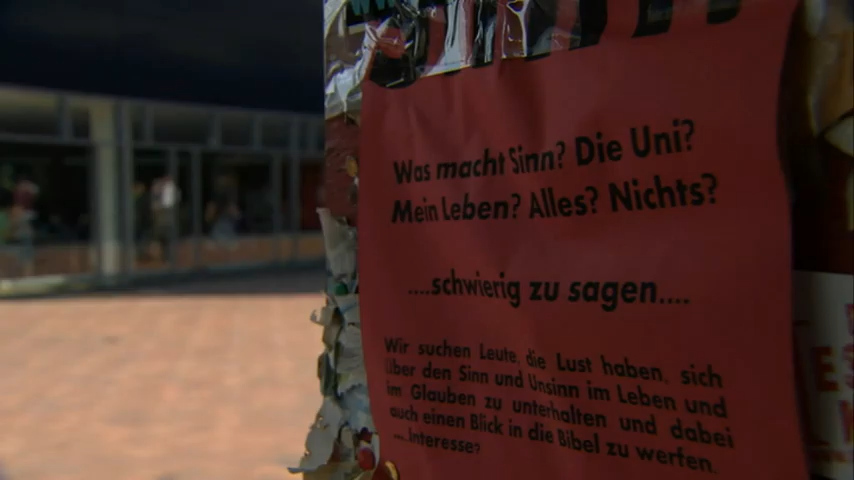 Was macht Sinn? Die Uni?
Mein Leben? Alles? Nichts?
....schwierig zu sagen....
Wir suchen Leute, die Lust haben, sich
über den Sinn und Unsinn im Leben und
im Glauben zu unterhalten und dabei
auch einen Blick in die Bibel zu werfen.
....Interesse?